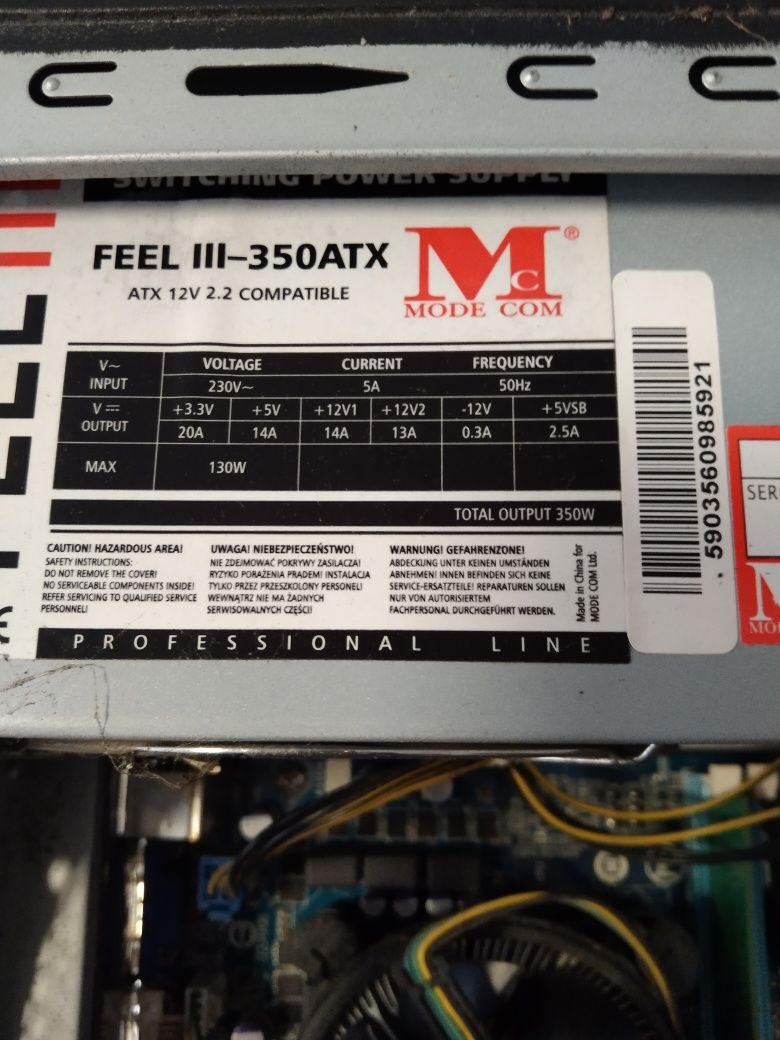 SWITCHING POWER SUPPLY
FEEL III-350ATX
ATX 12V 2.2 COMPATIBLE
MC®
MODE COM
V~ INPUT VOLTAGE CURRENT FREQUENCY
230V~ 5A 50Hz
V⎓ OUTPUT +3.3V +5V +12V1 +12V2 -12V +5VSB
20A 14A 14A 13A 0.3A 2.5A
MAX 130W
TOTAL OUTPUT 350W
CAUTION! HAZARDOUS AREA!
SAFETY INSTRUCTIONS:
DO NOT REMOVE THE COVER!
NO SERVICEABLE COMPONENTS INSIDE!
REFER SERVICING TO QUALIFIED SERVICE
PERSONNEL!
UWAGA! NIEBEZPIECZEŃSTWO!
NIE ZDEJMOWAĆ POKRYWY ZASILACZA!
RYZYKO PORAŻENIA PRĄDEM! INSTALACJA
TYLKO PRZEZ PRZESZKOLONY PERSONEL!
WEWNĄTRZ NIE MA ŻADNYCH
SERWISOWALNYCH CZĘŚCI!
WARNUNG! GEFAHRENZONE!
ABDECKUNG UNTER KEINEN UMSTÄNDEN
ABNEHMEN! INNEN BEFINDEN SICH KEINE
SERVICE-ERSATZTEILE! REPARATUREN SOLLEN
NUR VON AUTORISIERTEM
FACHPERSONAL DURCHGEFÜHRT WERDEN.
Made in China for
MODE COM Ltd.
PROFESSIONAL LINE
5903560985921
SERI